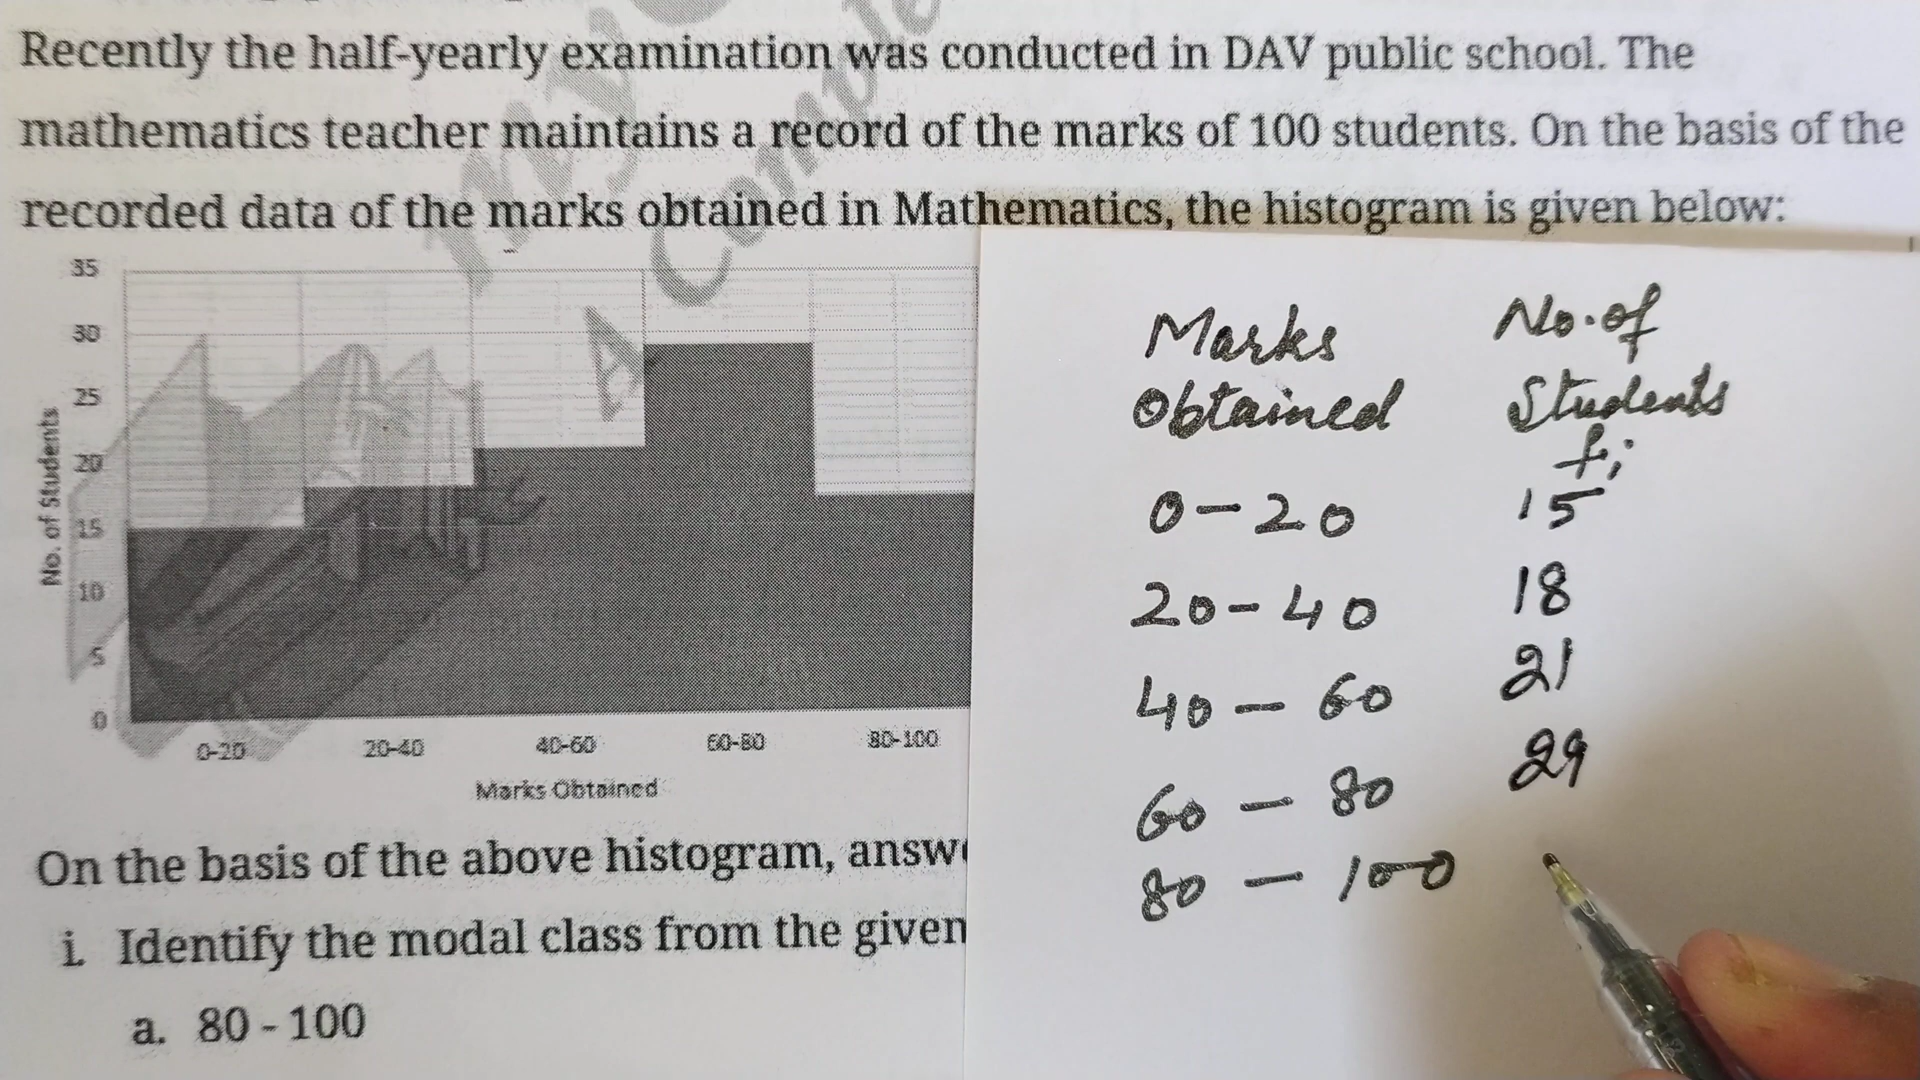 Recently the half-yearly examination was conducted in DAV public school. The
mathematics teacher maintains a record of the marks of 100 students. On the basis of the
recorded data of the marks obtained in Mathematics, the histogram is given below:
35
30
25
20
15
10
5
0
No. of Students
0-20 20-40 40-60 60-80 80-100
Marks Obtained
On the basis of the above histogram,
i. Identify the modal class from the given
a. 80 - 100
Marks
Obtained
No. of
Students
fi
0 - 20 15
20 - 40 18
40 - 60 21
60 - 80 29
80 - 100
my
A
A